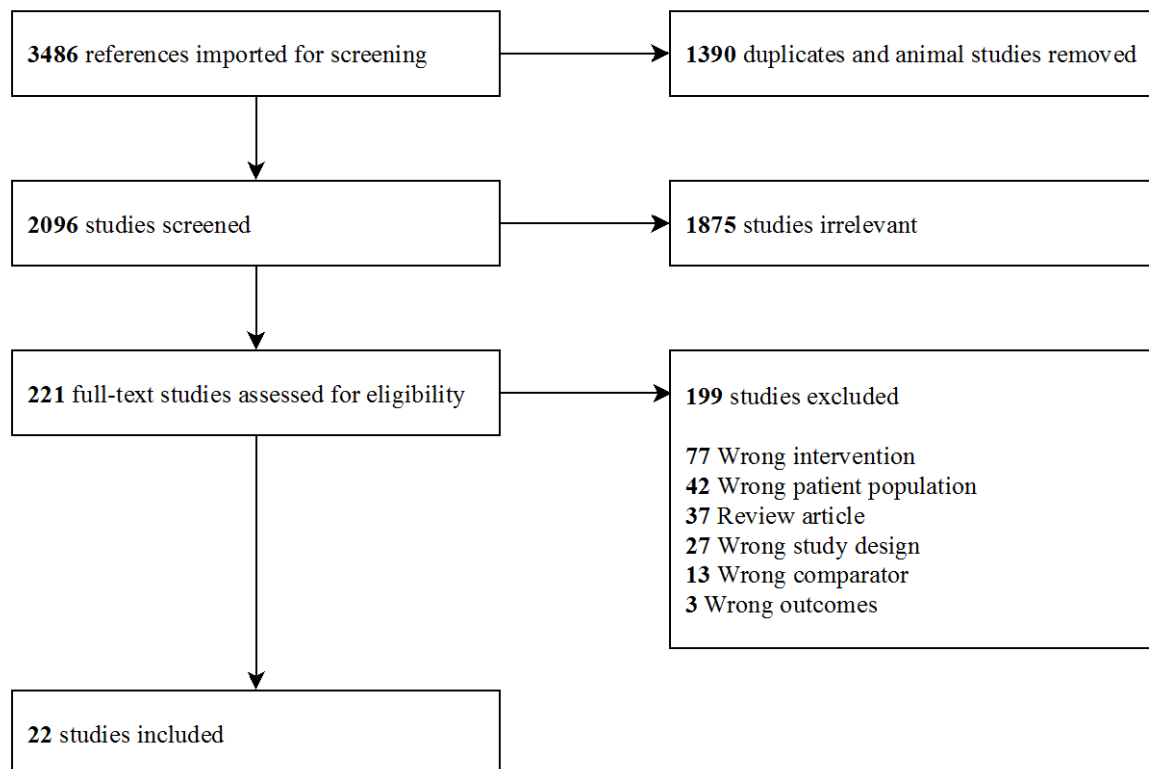 3486 references imported for screening
1390 duplicates and animal studies removed
2096 studies screened
1875 studies irrelevant
221 full-text studies assessed for eligibility
199 studies excluded
77 Wrong intervention
42 Wrong patient population
37 Review article
27 Wrong study design
13 Wrong comparator
3 Wrong outcomes
22 studies included